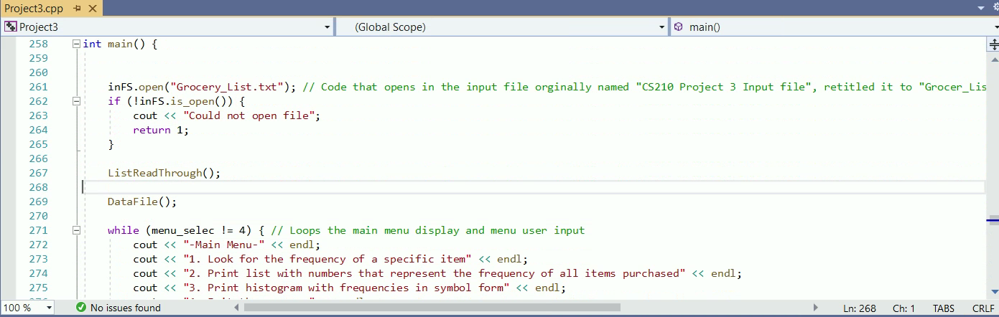 Project3.cpp
Project3 (Global Scope) main()
258 int main() {
259
260
261 inFS.open("Grocery_List.txt"); // Code that opens in the input file orginally named "CS210 Project 3 Input file", retitled it to "Grocer_Lis
262 if (!inFS.is_open()) {
263 cout << "Could not open file";
264 return 1;
265 }
266
267 ListReadThrough();
268
269 DataFile();
270
271 while (menu_selec != 4) { // Loops the main menu display and menu user input
272 cout << "-Main Menu-" << endl;
273 cout << "1. Look for the frequency of a specific item" << endl;
274 cout << "2. Print list with numbers that represent the frequency of all items purchased" << endl;
275 cout << "3. Print histogram with frequencies in symbol form" << endl;
100 % No issues found Ln: 268 Ch: 1 TABS CRLF